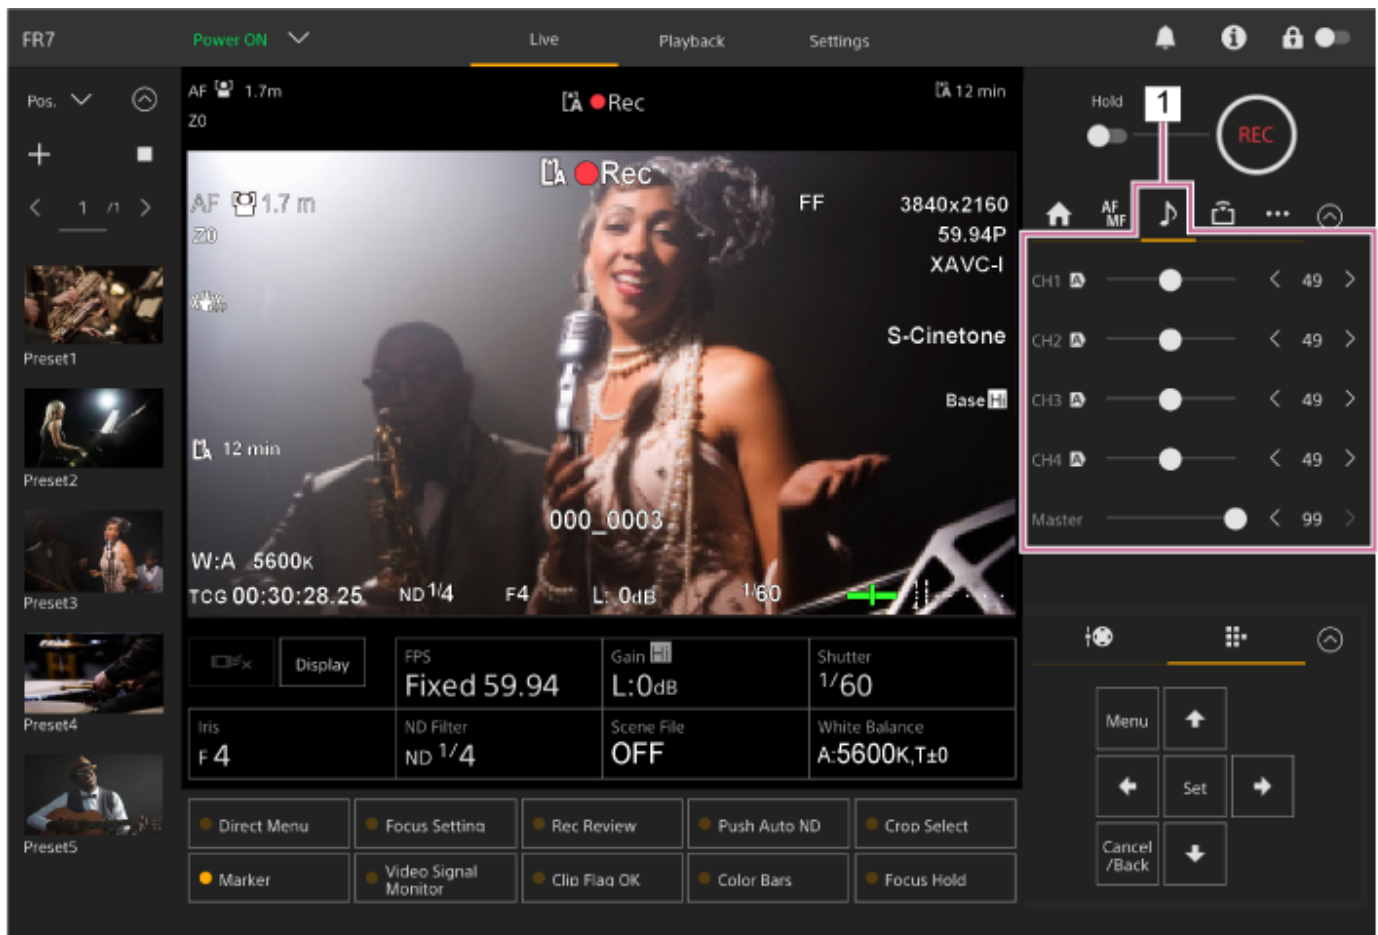 FR7
Power ON
Live
Playback
Settings
Pos.
1 /1
Preset1
Preset2
Preset3
Preset4
Preset5
AF 1.7m
Z0
A Rec
A 12 min
A Rec
AF 1.7 m
Z0
FF
3840x2160
59.94P
XAVC-I
S-Cinetone
Base Hi
A 12 min
000_0003
W:A 5600K
TCG 00:30:28.25
ND 1/4
F4
L: 0dB
1/60
Display
FPS
Fixed 59.94
Gain Hi
L:0dB
Shutter
1/60
Iris
F 4
ND Filter
ND 1/4
Scene File
OFF
White Balance
A:5600K,T±0
Direct Menu
Focus Setting
Rec Review
Push Auto ND
Crop Select
Marker
Video Signal
Monitor
Clip Flag OK
Color Bars
Focus Hold
Hold
1
REC
AF
MF
CH1 A 49
CH2 A 49
CH3 A 49
CH4 A 49
Master 99
Menu
Set
Cancel
/Back